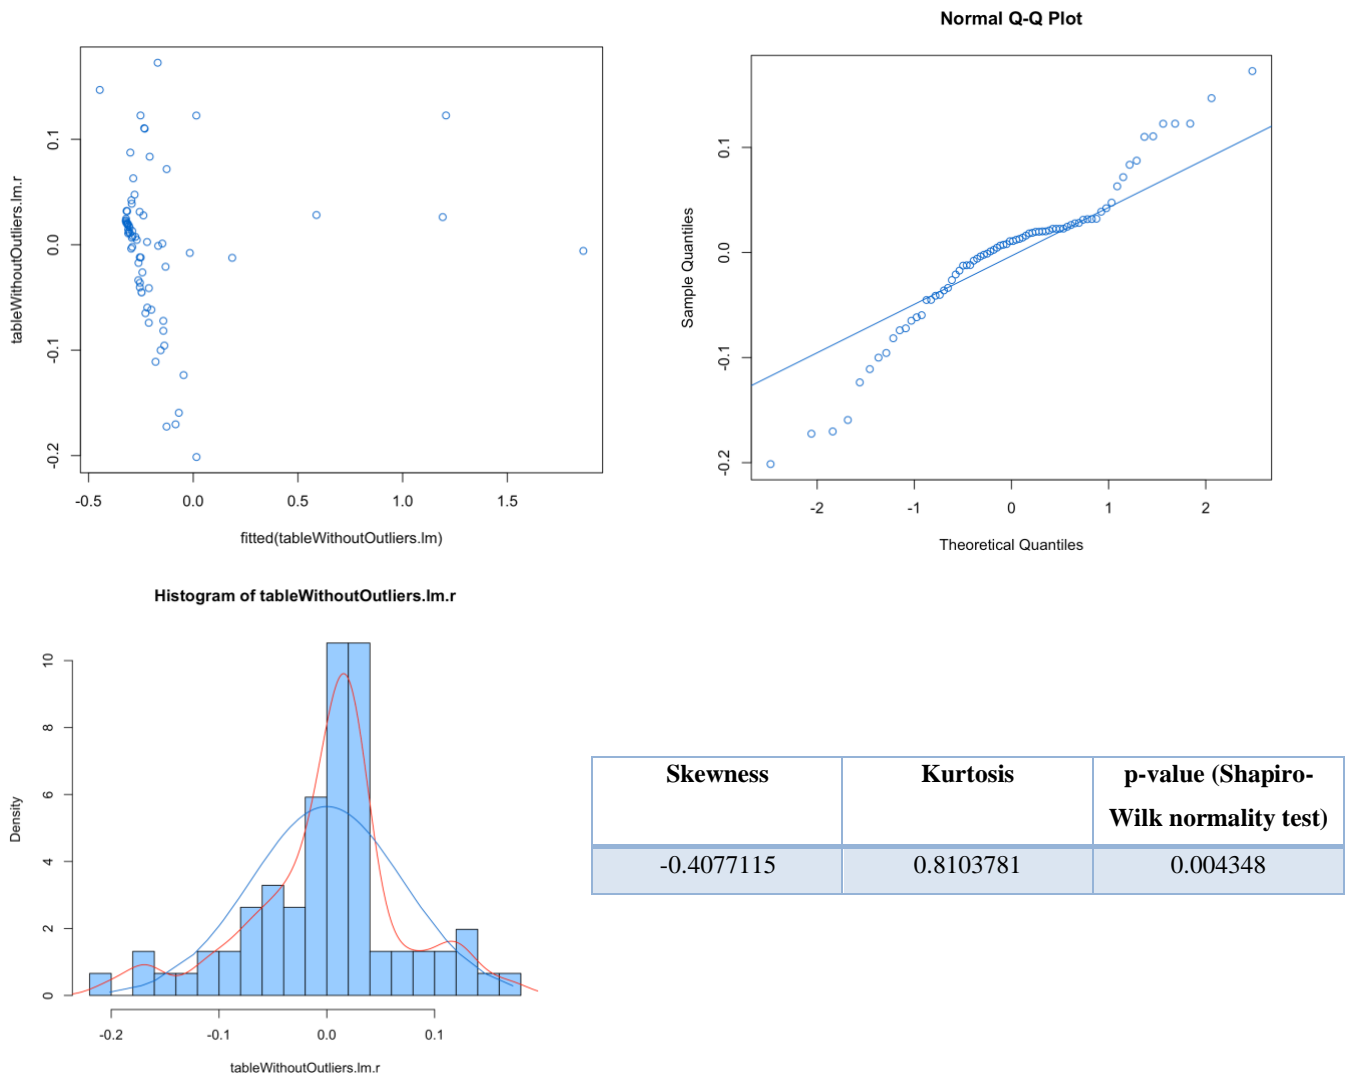 Normal Q-Q Plot
tableWithoutOutliers.lm.r
0.1
0.0
-0.1
-0.2
-0.5
0.0
0.5
1.0
1.5
fitted(tableWithoutOutliers.lm)
Sample Quantiles
0.1
0.0
-0.1
-0.2
-2
-1
0
1
2
Theoretical Quantiles
Histogram of tableWithoutOutliers.lm.r
Density
10
8
6
4
2
0
-0.2
-0.1
0.0
0.1
tableWithoutOutliers.lm.r
Skewness
Kurtosis
p-value (Shapiro-
Wilk normality test)
-0.4077115
0.8103781
0.004348